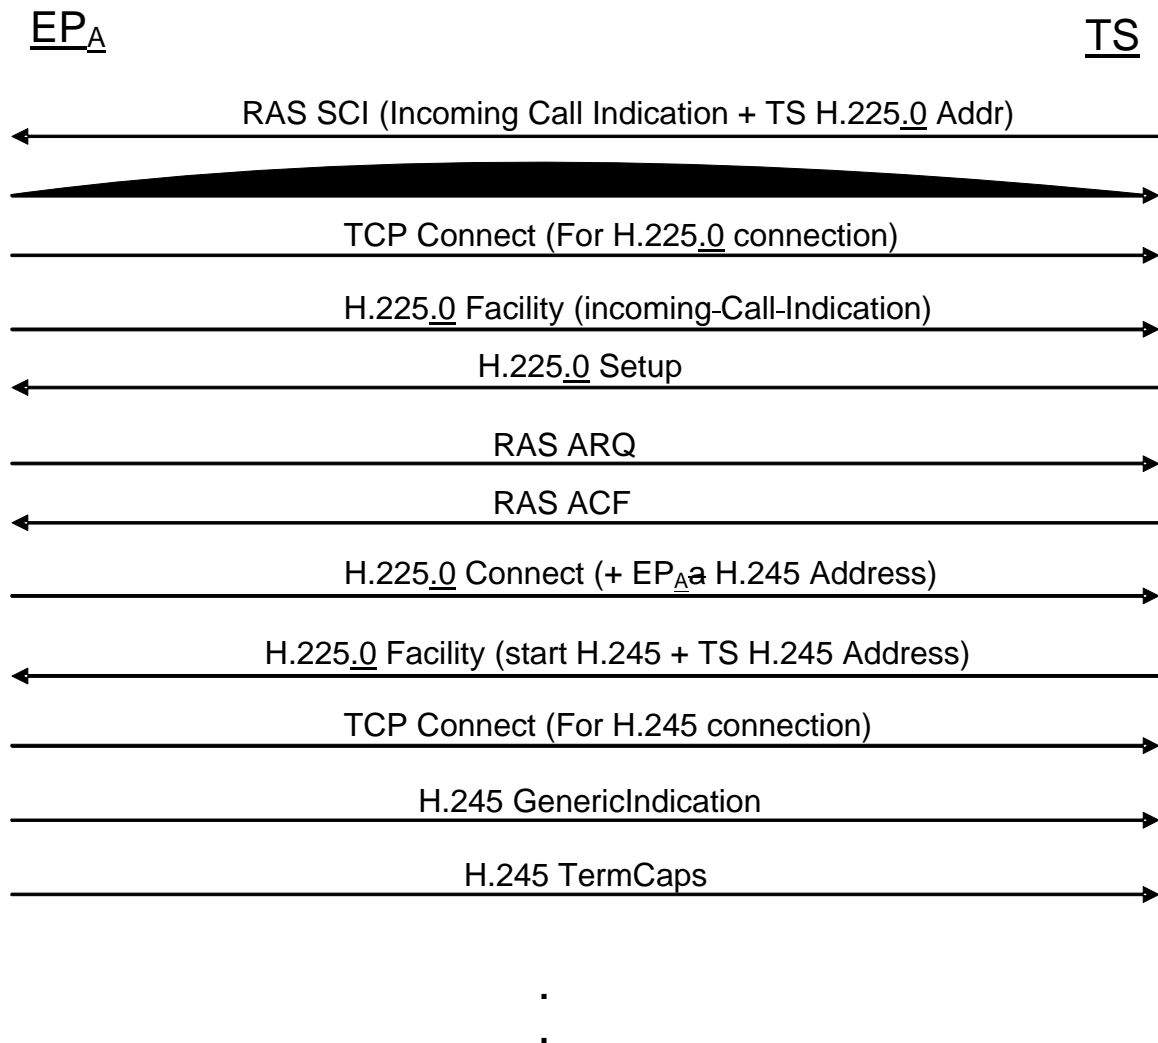 EPA
TS
RAS SCI (Incoming Call Indication + TS H.225.0 Addr)
TCP Connect (For H.225.0 connection)
H.225.0 Facility (incoming-Call-Indication)
H.225.0 Setup
RAS ARQ
RAS ACF
H.225.0 Connect (+ EPAa H.245 Address)
H.225.0 Facility (start H.245 + TS H.245 Address)
TCP Connect (For H.245 connection)
H.245 GenericIndication
H.245 TermCaps
.
.